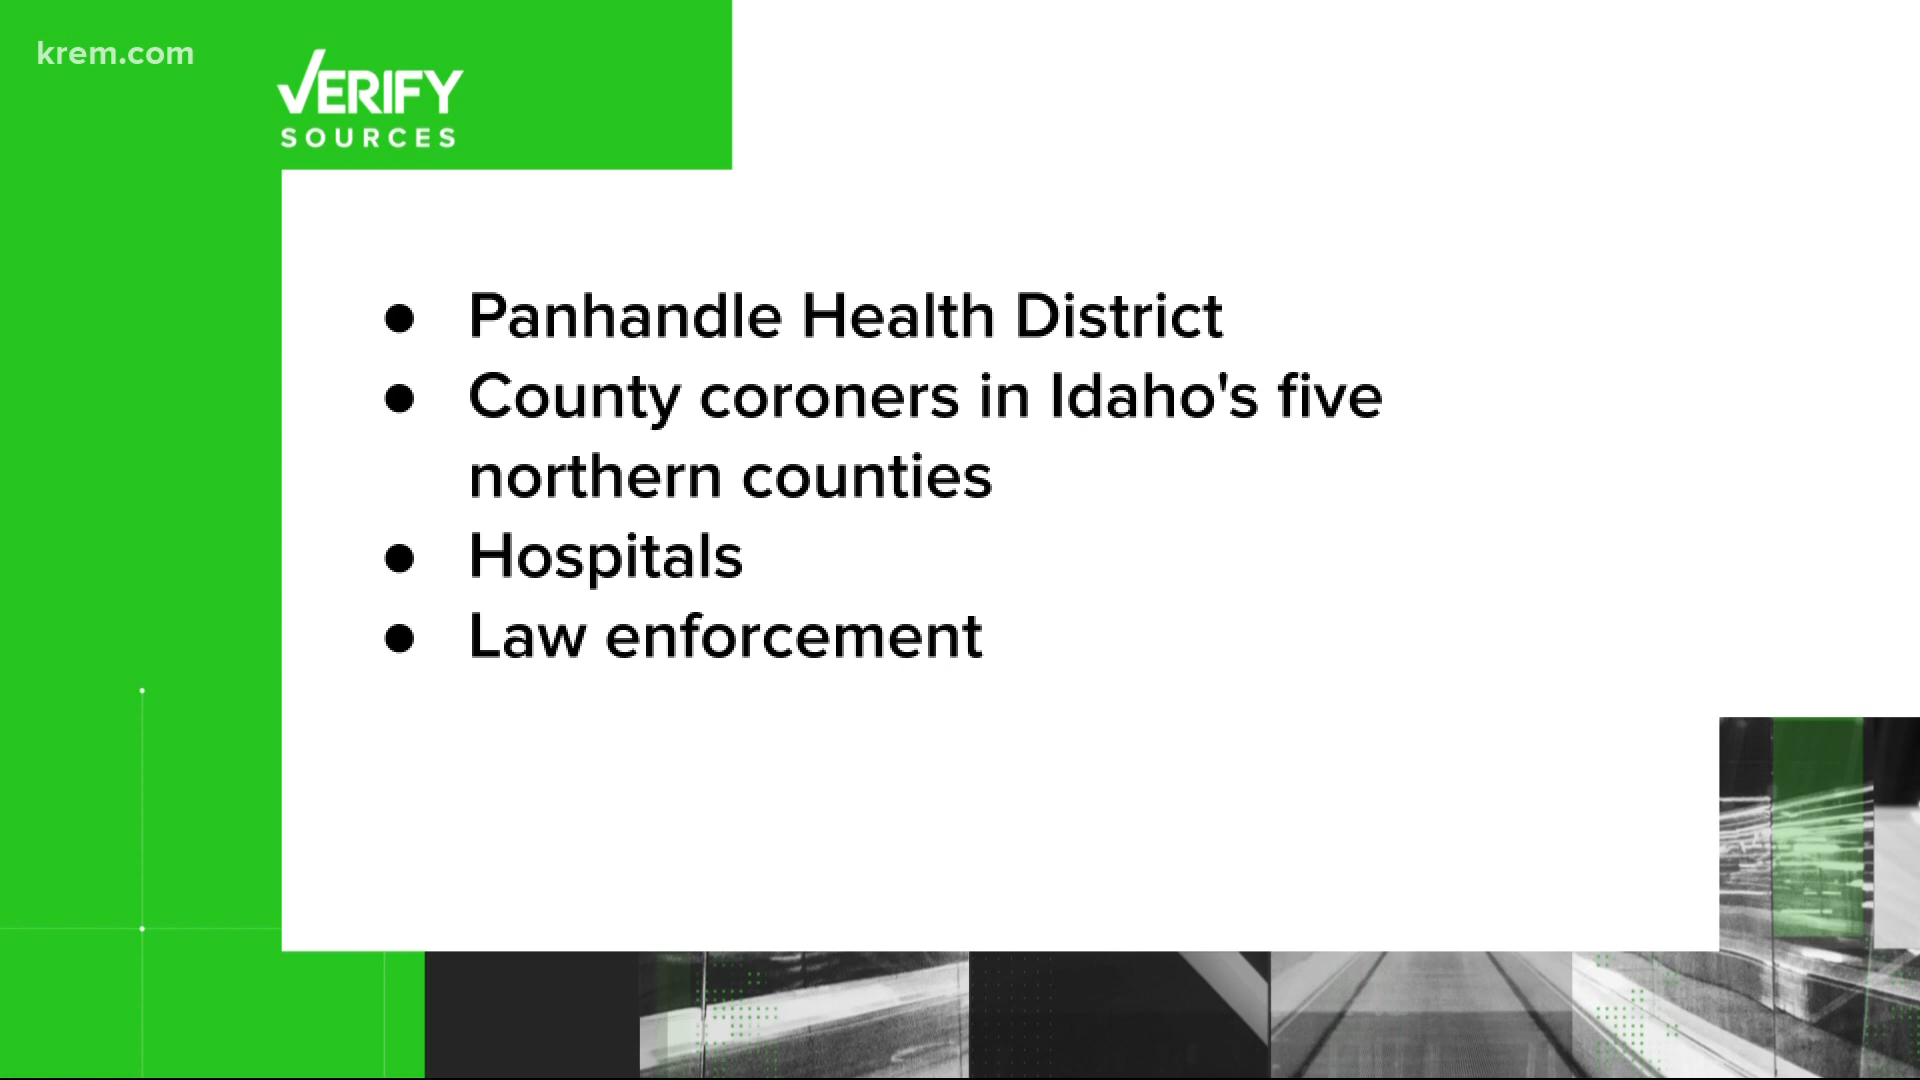 krem.com
VERIFY
SOURCES
● Panhandle Health District
● County coroners in Idaho's five
northern counties
● Hospitals
● Law enforcement